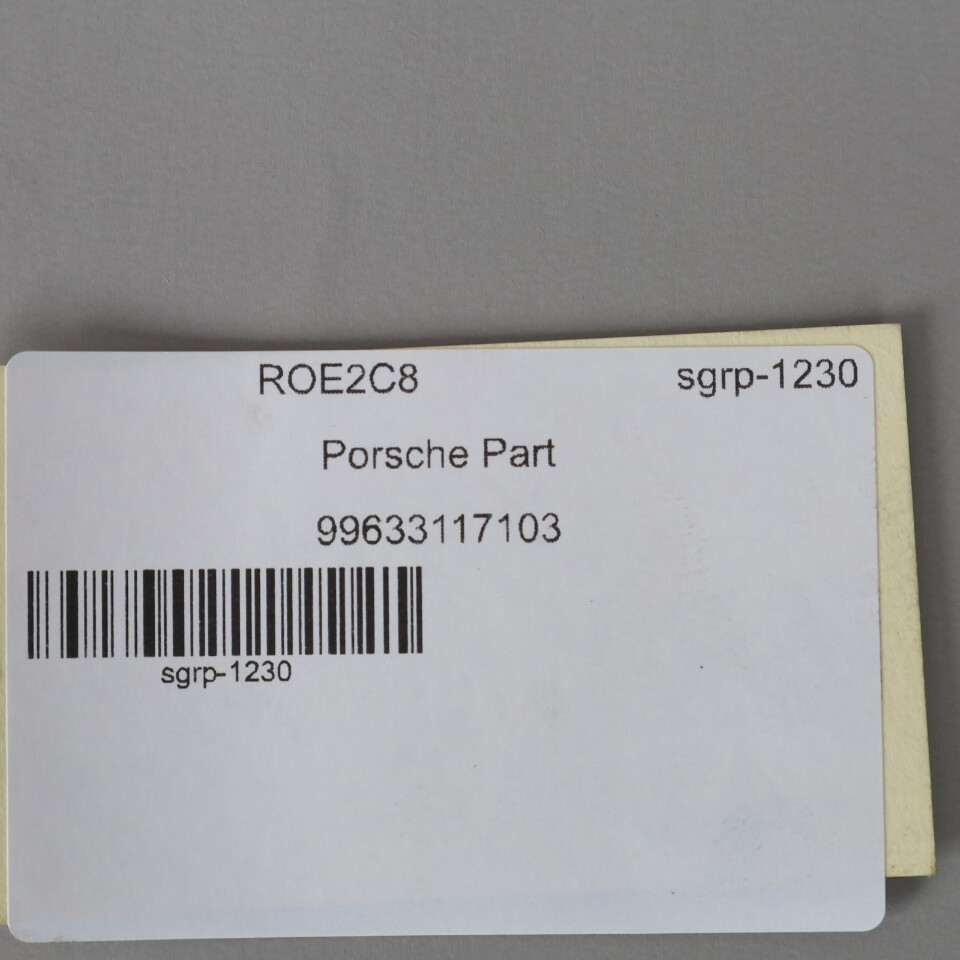 ROE2C8 sgrp-1230
Porsche Part
99633117103
sgrp-1230